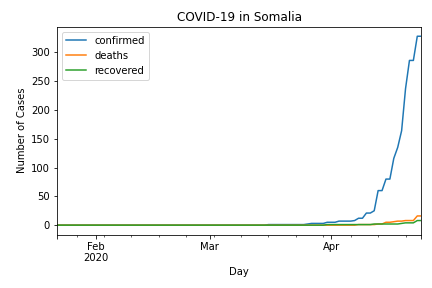 COVID-19 in Somalia
confirmed
deaths
recovered
Number of Cases
300
250
200
150
100
50
0
Feb
2020
Mar
Apr
Day